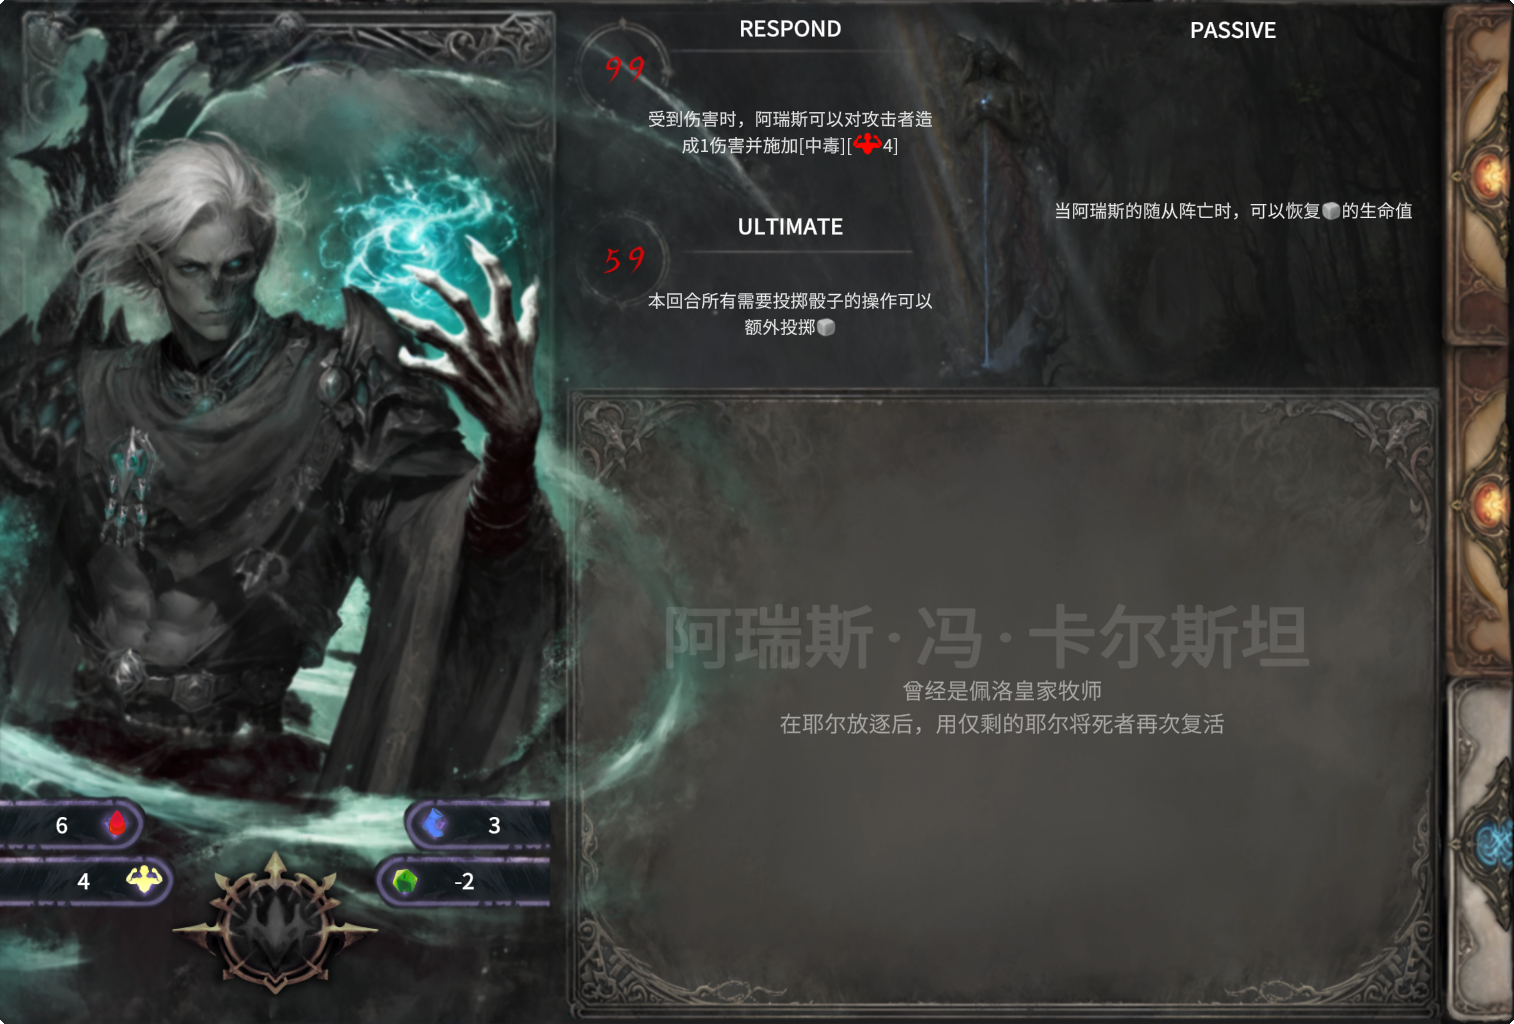 RESPOND
99
受到伤害时，阿瑞斯可以对攻击者造
成1伤害并施加[中毒][4]
ULTIMATE
59
本回合所有需要投掷骰子的操作可以
额外投掷
PASSIVE
当阿瑞斯的随从阵亡时，可以恢复的生命值
阿瑞斯·冯·卡尔斯坦
曾经是佩洛皇家牧师
在耶尔放逐后，用仅剩的耶尔将死者再次复活
6
3
4
-2